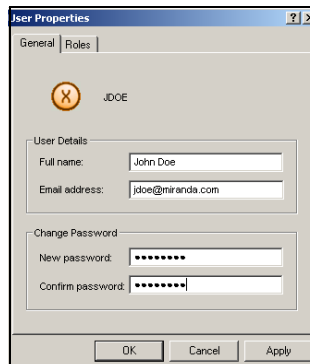 User Properties
General Roles
X
JDOE
User Details
Full name: John Doe
Email address: jdoe@miranda.com
Change Password
New password: ••••••••
Confirm password: ••••••••
OK Cancel Apply